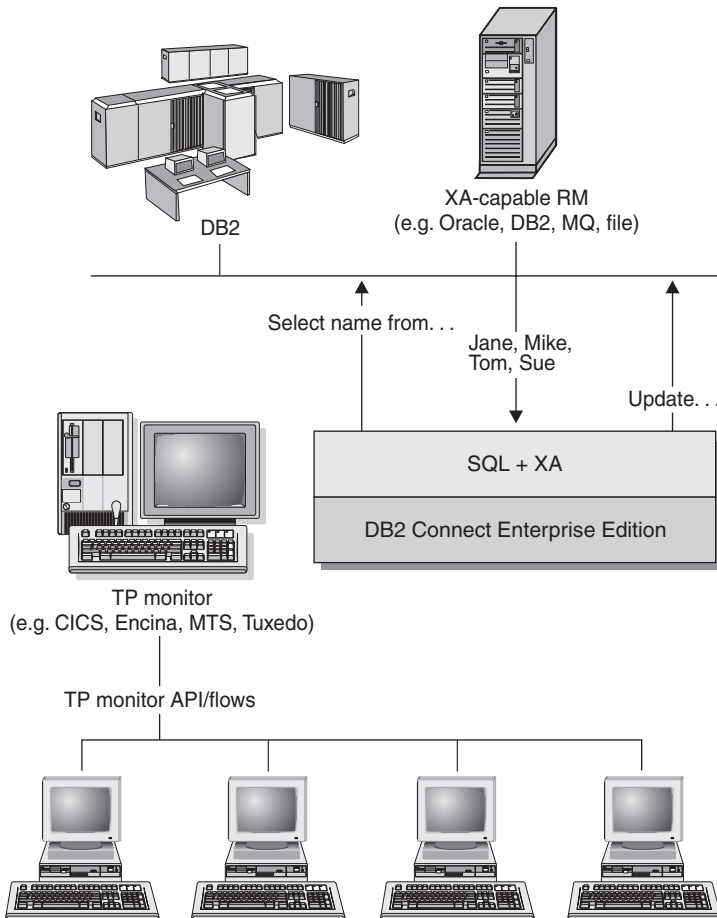 DB2
XA-capable RM
(e.g. Oracle, DB2, MQ, file)
Select name from. . .
Jane, Mike,
Tom, Sue
Update. . .
SQL + XA
DB2 Connect Enterprise Edition
TP monitor
(e.g. CICS, Encina, MTS, Tuxedo)
TP monitor API/flows